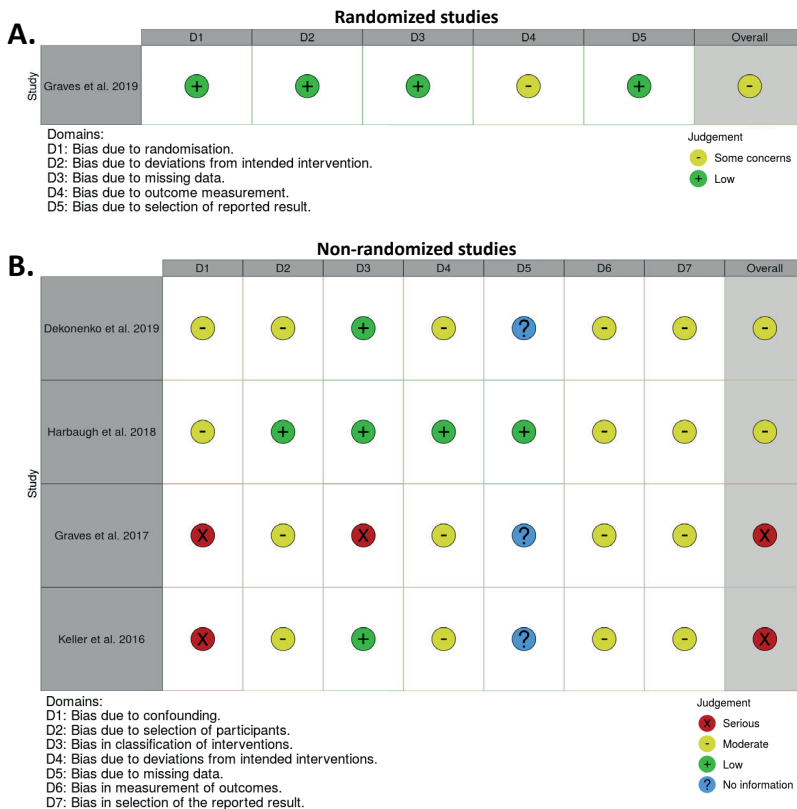 Randomized studies
A.
D1 D2 D3 D4 D5 Overall
Study
Graves et al. 2019 + + + - + -
Domains:
D1: Bias due to randomisation.
D2: Bias due to deviations from intended intervention.
D3: Bias due to missing data.
D4: Bias due to outcome measurement.
D5: Bias due to selection of reported result.
Judgement
- Some concerns
+ Low
Non-randomized studies
B.
D1 D2 D3 D4 D5 D6 D7 Overall
Study
Dekonenko et al. 2019 - - + - ? - - -
Harbaugh et al. 2018 - + + + + - - -
Graves et al. 2017 X - X - ? - - X
Keller et al. 2016 X - + - ? - - X
Domains:
D1: Bias due to confounding.
D2: Bias due to selection of participants.
D3: Bias in classification of interventions.
D4: Bias due to deviations from intended interventions.
D5: Bias due to missing data.
D6: Bias in measurement of outcomes.
D7: Bias in selection of the reported result.
Judgement
X Serious
- Moderate
+ Low
? No information